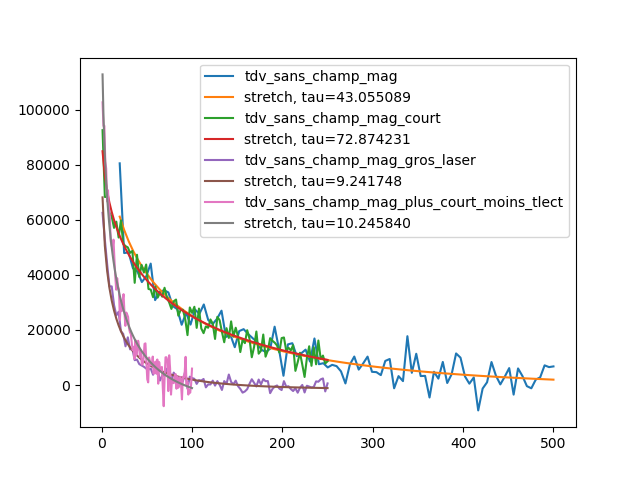 tdv_sans_champ_mag
stretch, tau=43.055089
tdv_sans_champ_mag_court
stretch, tau=72.874231
tdv_sans_champ_mag_gros_laser
stretch, tau=9.241748
tdv_sans_champ_mag_plus_court_moins_tlect
stretch, tau=10.245840
100000
80000
60000
40000
20000
0
0 100 200 300 400 500